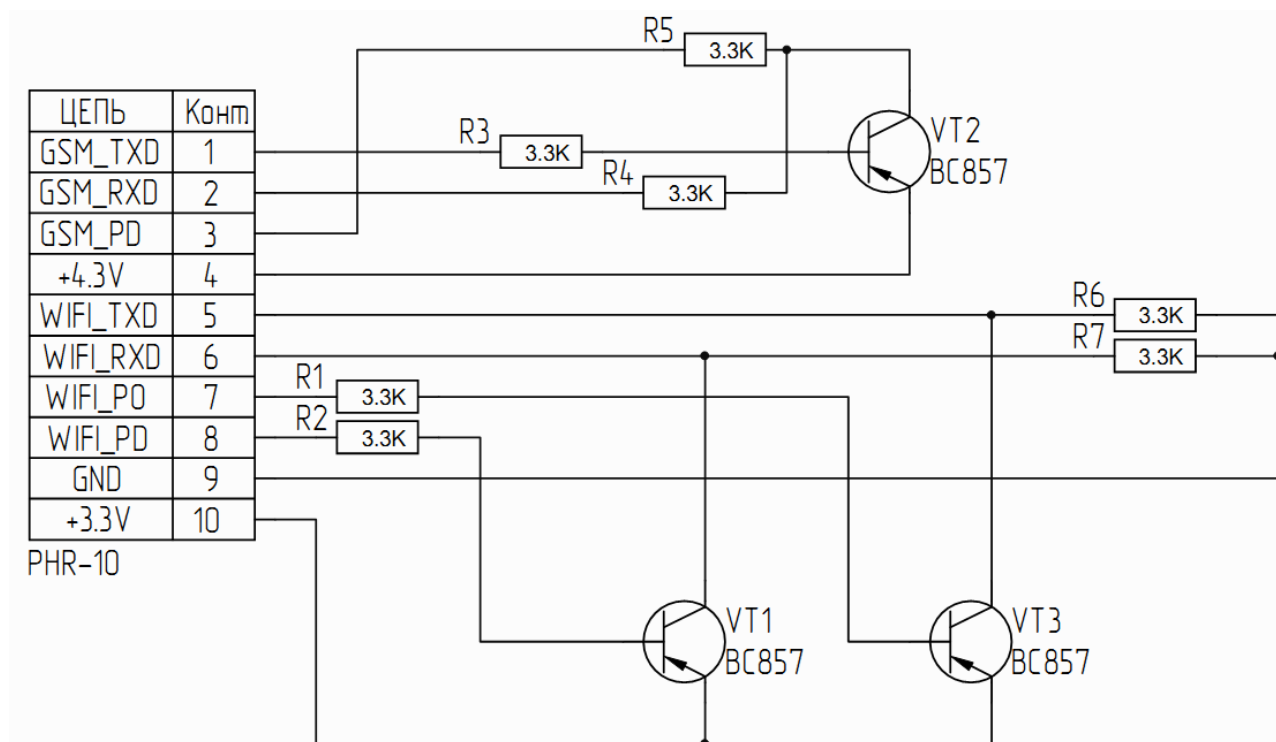 R5 3.3K
ЦЕПЬ Конт
GSM_TXD 1 R3 3.3K VT2
GSM_RXD 2 R4 3.3K BC857
GSM_PD 3
+4.3V 4
WIFI_TXD 5 R6 3.3K
WIFI_RXD 6 R7 3.3K
WIFI_PO 7 R1 3.3K
WIFI_PD 8 R2 3.3K
GND 9
+3.3V 10
PHR-10
VT1 VT3
BC857 BC857